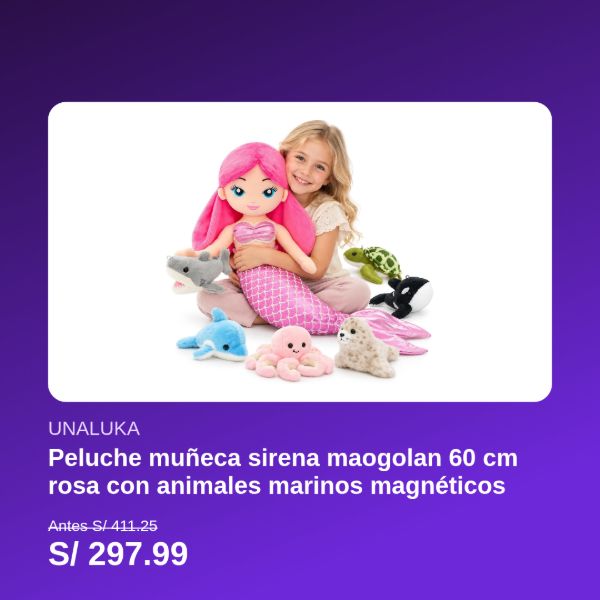 UNALUKA
Peluche muñeca sirena maogolan 60 cm
rosa con animales marinos magnéticos
Antes S/ 411.25
S/ 297.99